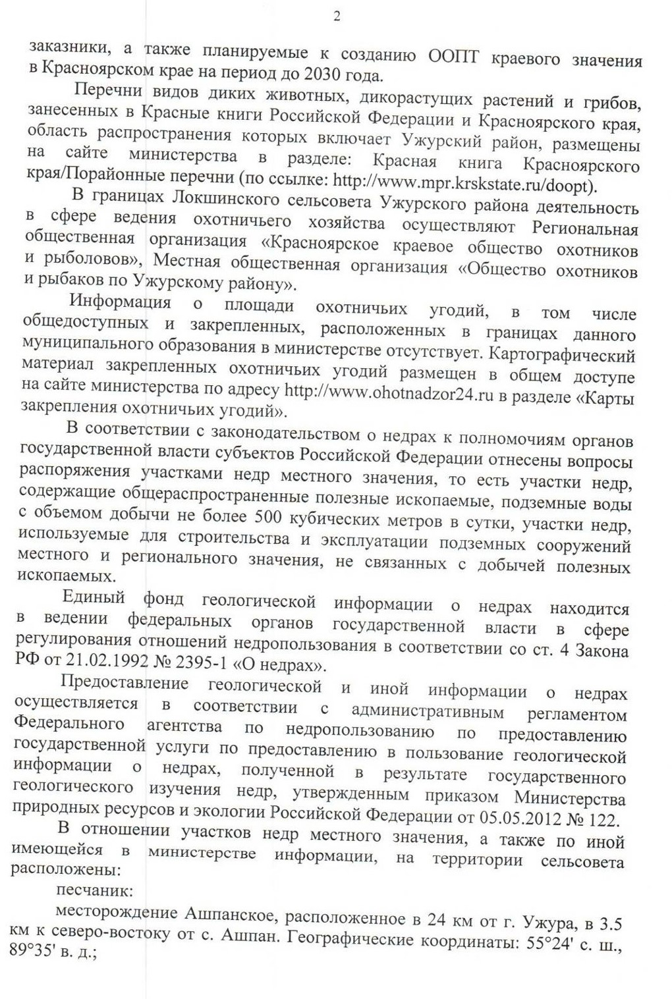 2
заказники, а также планируемые к созданию ООПТ краевого значения
в Красноярском крае на период до 2030 года.
Перечни видов диких животных, дикорастущих растений и грибов,
занесенных в Красные книги Российской Федерации и Красноярского края,
область распространения которых включает Ужурский район, размещены
на сайте министерства в разделе: Красная книга Красноярского
края/Порайонные перечни (по ссылке: http://www.mpr.krskstate.ru/doopt).
В границах Локшинского сельсовета Ужурского района деятельность
в сфере ведения охотничьего хозяйства осуществляют Региональная
общественная организация «Красноярское краевое общество охотников
и рыболовов», Местная общественная организация «Общество охотников
и рыбаков по Ужурскому району».
Информация о площади охотничьих угодий, в том числе
общедоступных и закрепленных, расположенных в границах данного
муниципального образования в министерстве отсутствует. Картографический
материал закрепленных охотничьих угодий размещен в общем доступе
на сайте министерства по адресу http://www.ohotnadzor24.ru в разделе «Карты
закрепления охотничьих угодий».
В соответствии с законодательством о недрах к полномочиям органов
государственной власти субъектов Российской Федерации отнесены вопросы
распоряжения участками недр местного значения, то есть участки недр,
содержащие общераспространенные полезные ископаемые, подземные воды
с объемом добычи не более 500 кубических метров в сутки, участки недр,
используемые для строительства и эксплуатации подземных сооружений
местного и регионального значения, не связанных с добычей полезных
ископаемых.
Единый фонд геологической информации о недрах находится
в ведении федеральных органов государственной власти в сфере
регулирования отношений недропользования в соответствии со ст. 4 Закона
РФ от 21.02.1992 № 2395-1 «О недрах».
Предоставление геологической и иной информации о недрах
осуществляется в соответствии с административным регламентом
Федерального агентства по недропользованию по предоставлению
государственной услуги по предоставлению в пользование геологической
информации о недрах, полученной в результате государственного
геологического изучения недр, утвержденным приказом Министерства
природных ресурсов и экологии Российской Федерации от 05.05.2012 № 122.
В отношении участков недр местного значения, а также по иной
имеющейся в министерстве информации, на территории сельсовета
расположены:
песчаник:
месторождение Ашпанское, расположенное в 24 км от г. Ужура, в 3.5
км к северо-востоку от с. Ашпан. Географические координаты: 55°24' с. ш.,
89°35' в. д.;